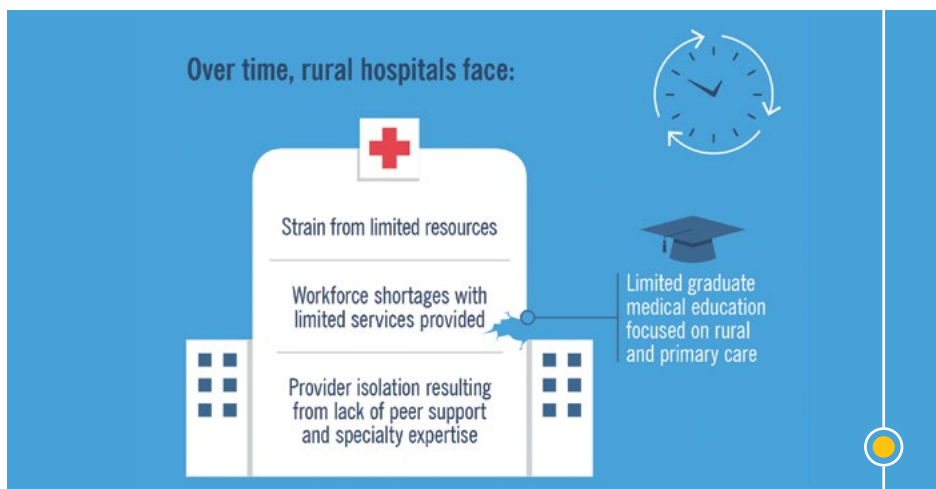 Over time, rural hospitals face:
Strain from limited resources
Workforce shortages with
limited services provided
Provider isolation resulting
from lack of peer support
and specialty expertise
Limited graduate
medical education
focused on rural
and primary care